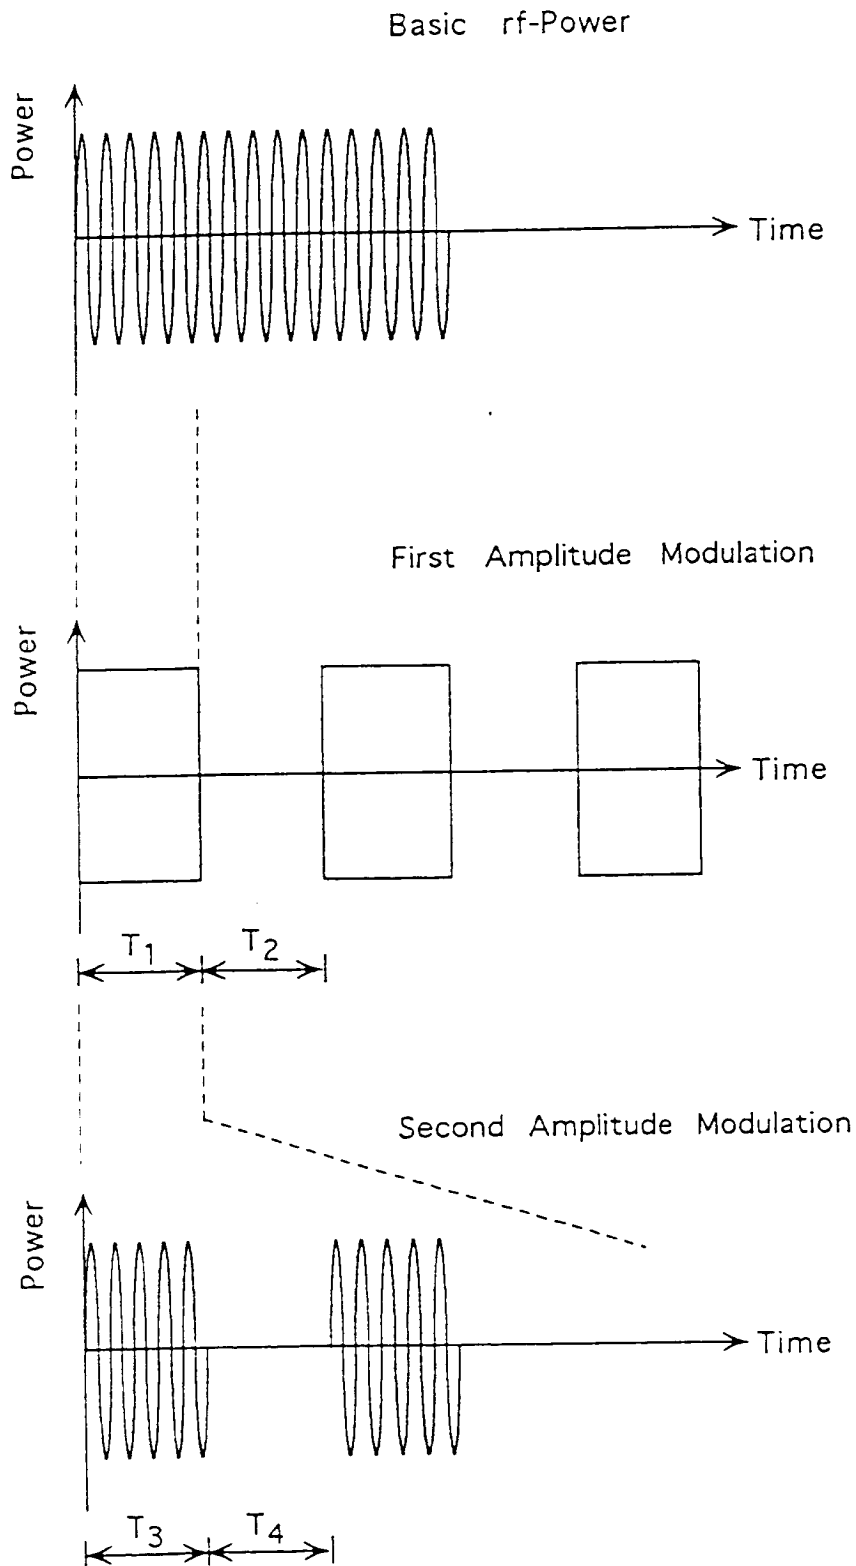 Basic rf-Power
Power
Time
First Amplitude Modulation
Power
Time
T1
T2
Second Amplitude Modulation
Power
Time
T3
T4